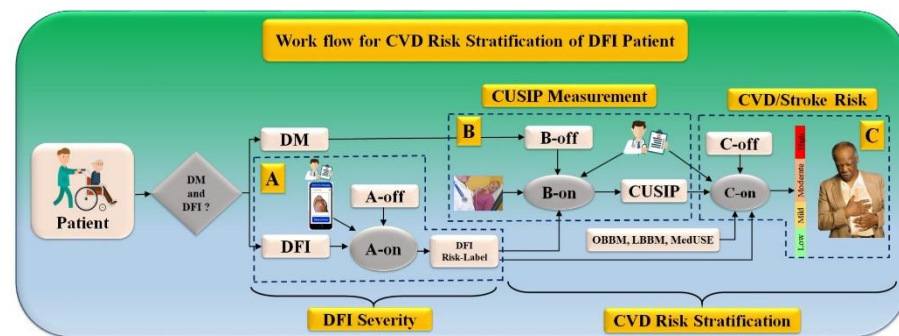 Work flow for CVD Risk Stratification of DFI Patient
CUSIP Measurement
CVD/Stroke Risk
DM
B
B-off
C-off
C
High
Moderate
Mild
Low
A
A-off
DM
and
DFI ?
Patient
B-on
CUSIP
C-on
DFI
A-on
DFI
Risk-Label
OBBM, LBBM, MedUSE
DFI Severity
CVD Risk Stratification